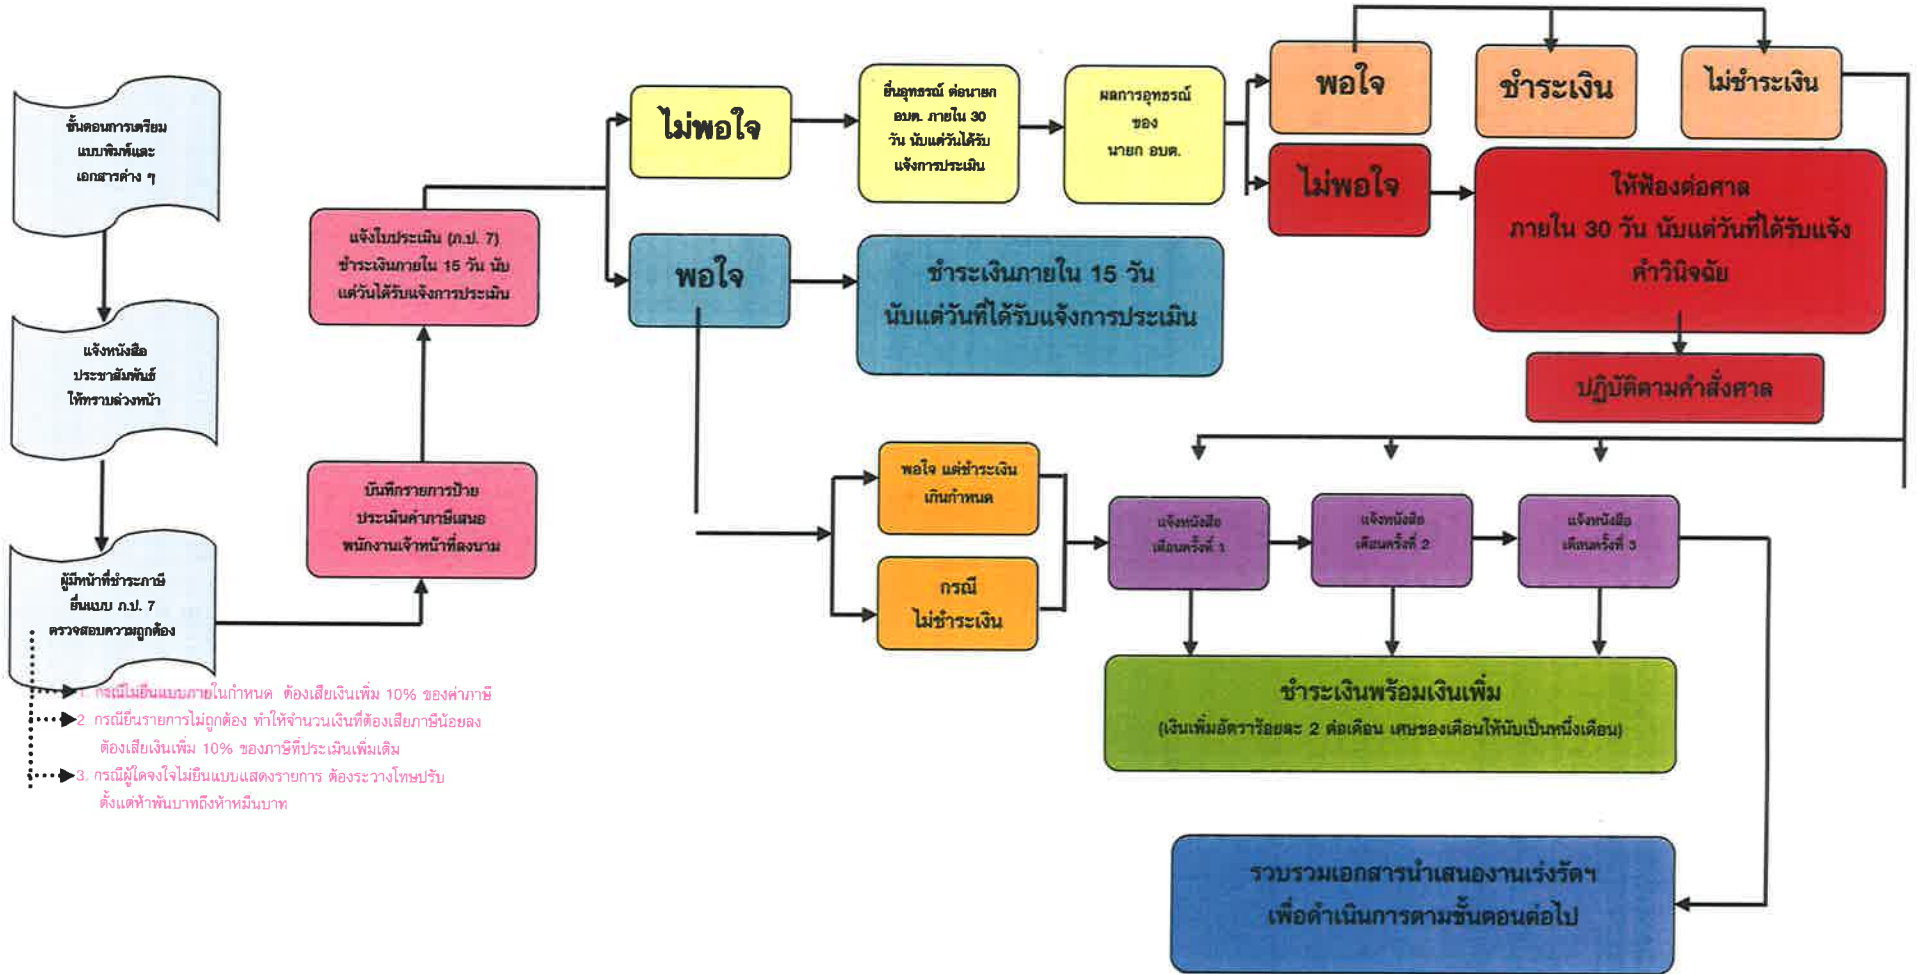 ขั้นตอนการเตรียม
แบบพิมพ์และ
เอกสารต่าง ๆ
แจ้งหนังสือ
ประชาสัมพันธ์
ให้ทราบล่วงหน้า
ผู้มีหน้าที่ชำระภาษี
ยื่นแบบ ภ.ป. 7
ตรวจสอบความถูกต้อง
1. กรณีไม่ยื่นแบบภายในกำหนด ต้องเสียเงินเพิ่ม 10% ของค่าภาษี
2. กรณียื่นรายการไม่ถูกต้อง ทำให้จำนวนเงินที่ต้องเสียภาษีน้อยลง
ต้องเสียเงินเพิ่ม 10% ของภาษีที่ประเมินเพิ่มเติม
3. กรณีผู้ใดจงใจไม่ยื่นแบบแสดงรายการ ต้องระวางโทษปรับ
ตั้งแต่ห้าพันบาทถึงห้าหมื่นบาท
แจ้งใบประเมิน (ภ.ป. 7)
ชำระเงินภายใน 15 วัน นับ
แต่วันได้รับแจ้งการประเมิน
บันทึกรายการป้าย
ประเมินค่าภาษีเสนอ
พนักงานเจ้าหน้าที่ลงนาม
ไม่พอใจ
ยื่นอุทธรณ์ ต่อนายก
อบต. ภายใน 30
วัน นับแต่วันได้รับ
แจ้งการประเมิน
ผลการอุทธรณ์
ของ
นายก อบต.
พอใจ
ชำระเงิน
ไม่ชำระเงิน
ไม่พอใจ
ให้ฟ้องต่อศาล
ภายใน 30 วัน นับแต่วันที่ได้รับแจ้ง
คำวินิจฉัย
ปฏิบัติตามคำสั่งศาล
พอใจ
ชำระเงินภายใน 15 วัน
นับแต่วันที่ได้รับแจ้งการประเมิน
พอใจ แต่ชำระเงิน
เกินกำหนด
กรณี
ไม่ชำระเงิน
แจ้งหนังสือ
เตือนครั้งที่ 1
แจ้งหนังสือ
เตือนครั้งที่ 2
แจ้งหนังสือ
เตือนครั้งที่ 3
ชำระเงินพร้อมเงินเพิ่ม
(เงินเพิ่มอัตราร้อยละ 2 ต่อเดือน เศษของเดือนให้นับเป็นหนึ่งเดือน)
รวบรวมเอกสารนำเสนองานเร่งรัดฯ
เพื่อดำเนินการตามขั้นตอนต่อไป